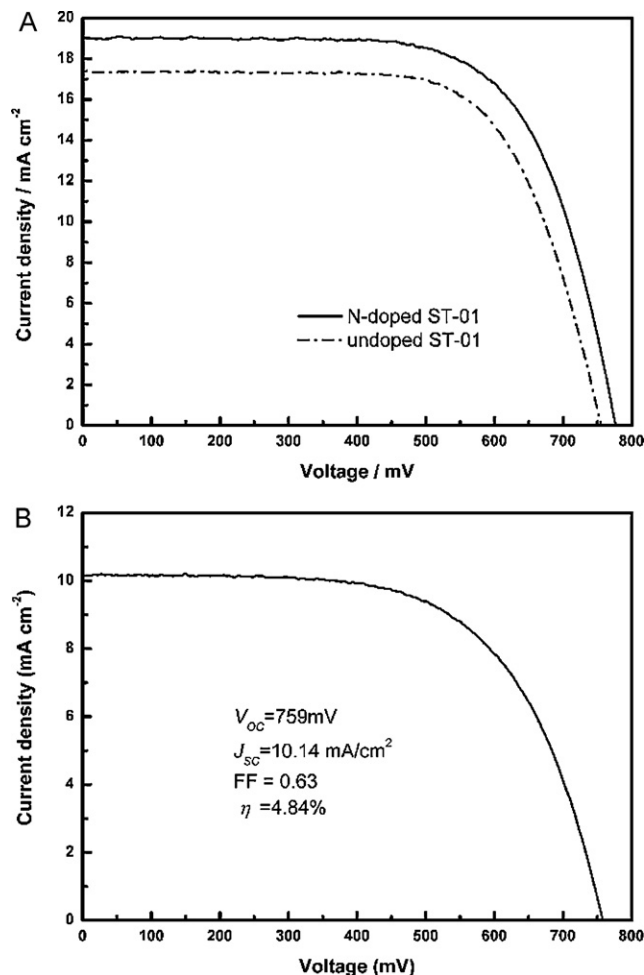 A
20
18
16
14
12
10
8
6
4
2
0
Current density / mA cm-2
N-doped ST-01
undoped ST-01
0 100 200 300 400 500 600 700 800
Voltage / mV
B
12
10
8
6
4
2
0
Current density (mA cm-2)
Voc=759mV
Jsc=10.14 mA/cm2
FF = 0.63
η =4.84%
0 100 200 300 400 500 600 700 800
Voltage (mV)